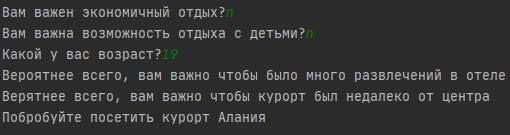 Вам важен экономичный отдых?n
Вам важна возможность отдыха с детьми?n
Какой у вас возраст?19
Вероятнее всего, вам важно чтобы было много развлечений в отеле
Верятнее всего, вам важно чтобы курорт был недалеко от центра
Побробуйте посетить курорт Алания